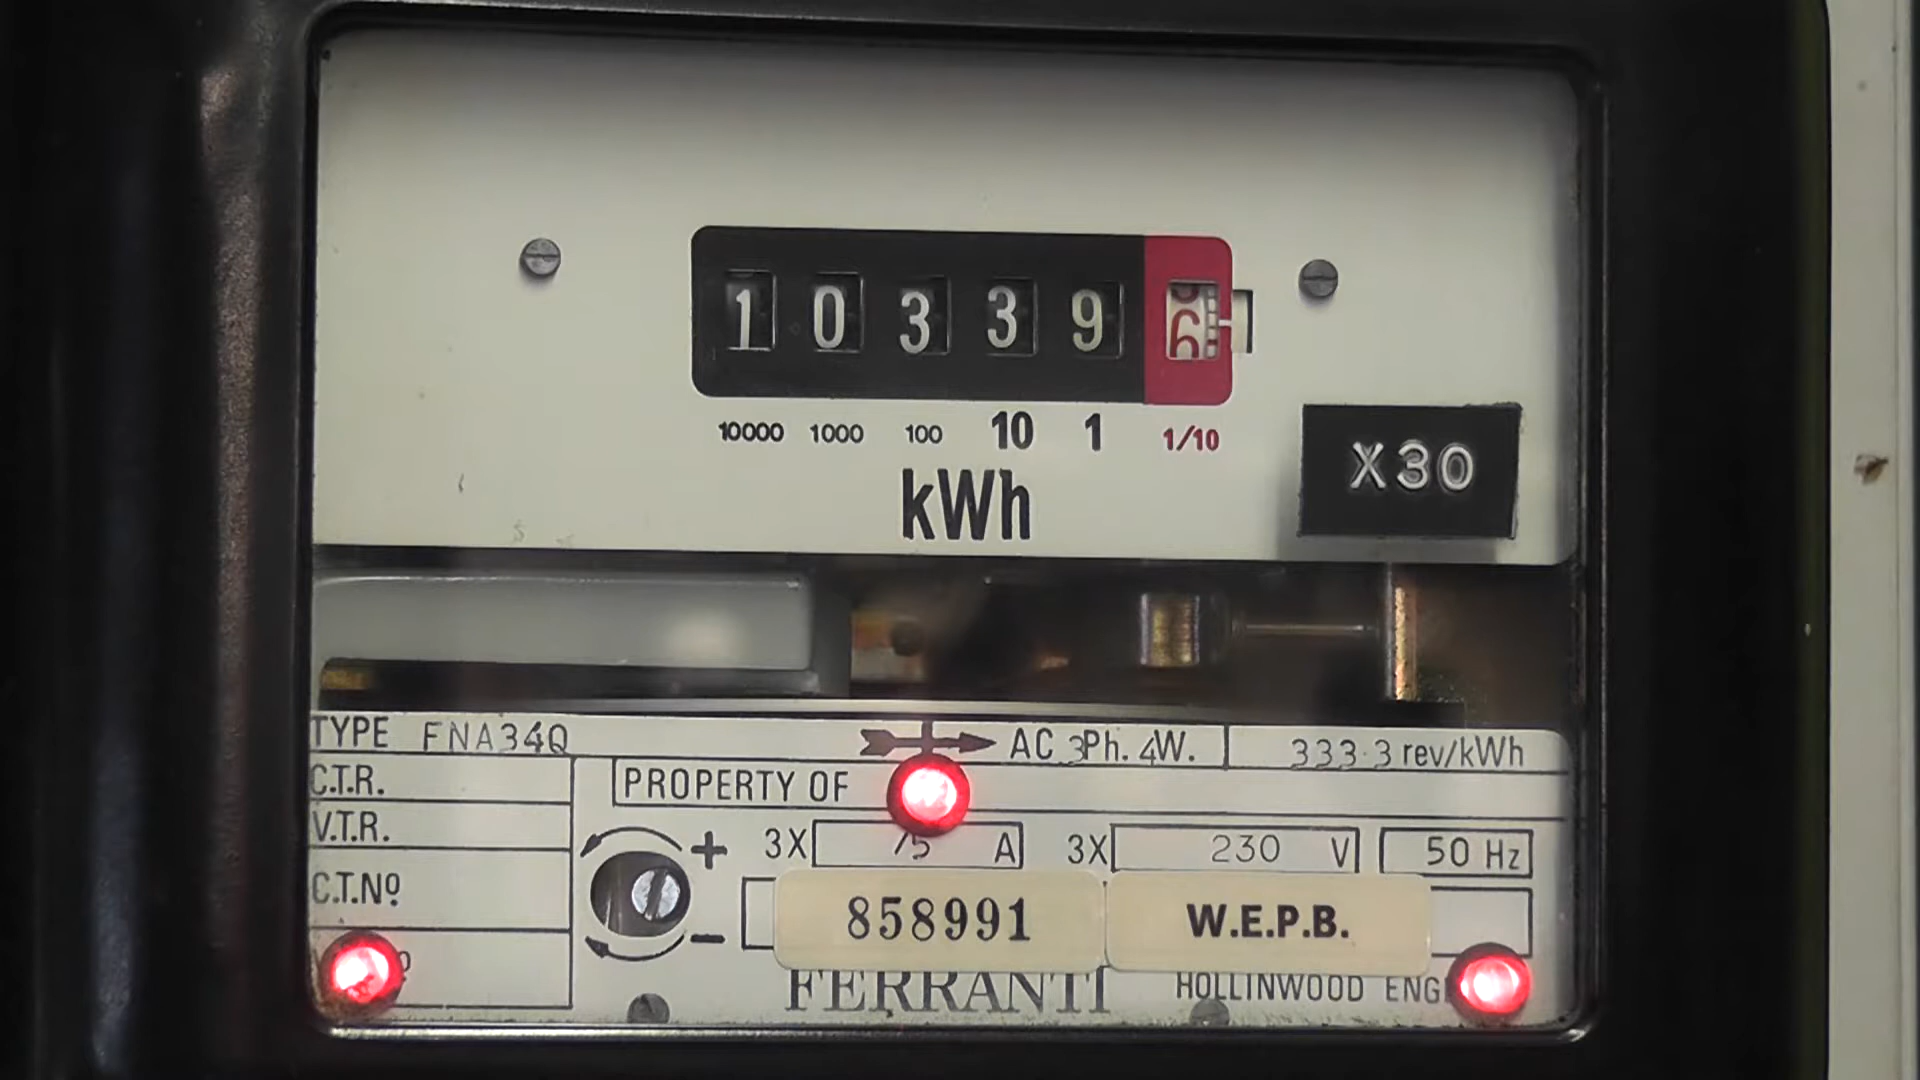 1 0 3 3 9 6
10000 1000 100 10 1 1/10
X30
kWh
TYPE FNA34Q AC 3Ph. 4W. 333·3 rev/kWh
C.T.R. PROPERTY OF
V.T.R.
+ 3X 75 A 3X 230 V 50 Hz
C.T.Nº
− 858991 W.E.P.B.
FERRANTI HOLLINWOOD